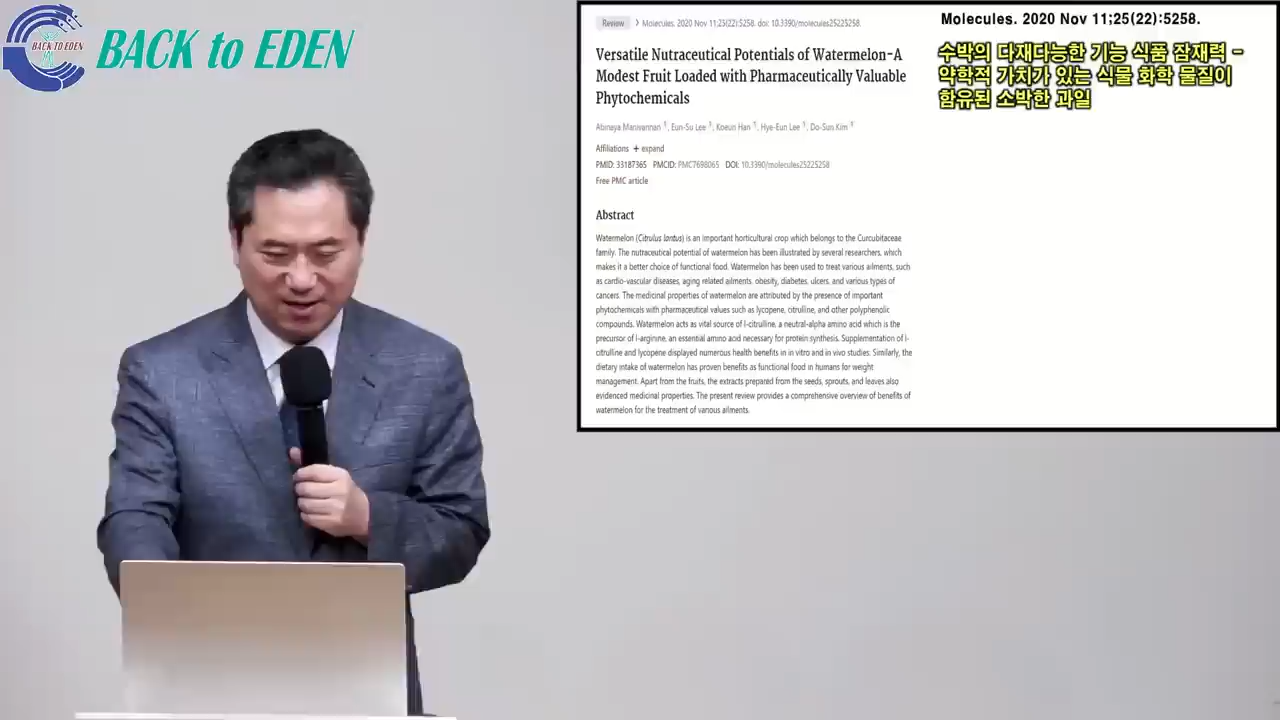 BACK TO EDEN
BACK to EDEN
Review > Molecules. 2020 Nov 11;25(22):5258. doi: 10.3390/molecules25225258.
Versatile Nutraceutical Potentials of Watermelon-A
Modest Fruit Loaded with Pharmaceutically Valuable
Phytochemicals
Abinaya Manivannan 1, Eun-Su Lee 1, Koeun Han 1, Hye-Eun Lee 1, Do-Sun Kim 1
Affiliations + expand
PMID: 33187365 PMCID: PMC7698065 DOI: 10.3390/molecules25225258
Free PMC article
Abstract
Watermelon (Citrulus lantus) is an important horticultural crop which belongs to the Curcubitaceae
family. The nutraceutical potential of watermelon has been illustrated by several researchers, which
makes it a better choice of functional food. Watermelon has been used to treat various ailments, such
as cardio-vascular diseases, aging related ailments, obesity, diabetes, ulcers, and various types of
cancers. The medicinal properties of watermelon are attributed by the presence of important
phytochemicals with pharmaceutical values such as lycopene, citrulline, and other polyphenolic
compounds. Watermelon acts as vital source of l-citrulline, a neutral-alpha amino acid which is the
precursor of l-arginine, an essential amino acid necessary for protein synthesis. Supplementation of l-
citrulline and lycopene displayed numerous health benefits in in vitro and in vivo studies. Similarly, the
dietary intake of watermelon has proven benefits as functional food in humans for weight
management. Apart from the fruits, the extracts prepared from the seeds, sprouts, and leaves also
evidenced medicinal properties. The present review provides a comprehensive overview of benefits of
watermelon for the treatment of various ailments.
Molecules. 2020 Nov 11;25(22):5258.
수박의 다재다능한 기능 식품 잠재력 -
약학적 가치가 있는 식물 화학 물질이
함유된 소박한 과일